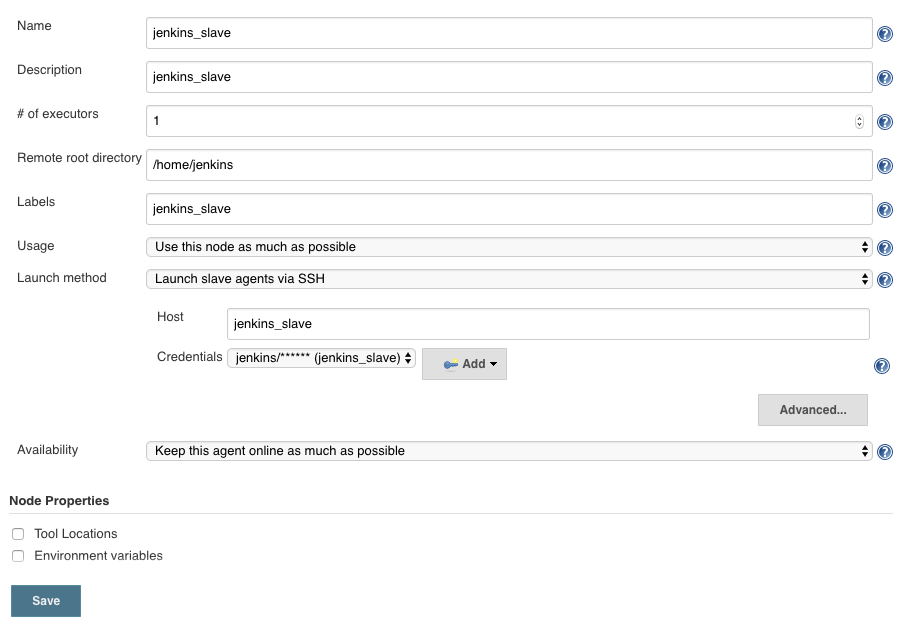 Name
jenkins_slave
Description
jenkins_slave
# of executors
1
Remote root directory
/home/jenkins
Labels
jenkins_slave
Usage
Use this node as much as possible
Launch method
Launch slave agents via SSH
Host
jenkins_slave
Credentials
jenkins/****** (jenkins_slave)
Add
Advanced...
Availability
Keep this agent online as much as possible
Node Properties
Tool Locations
Environment variables
Save